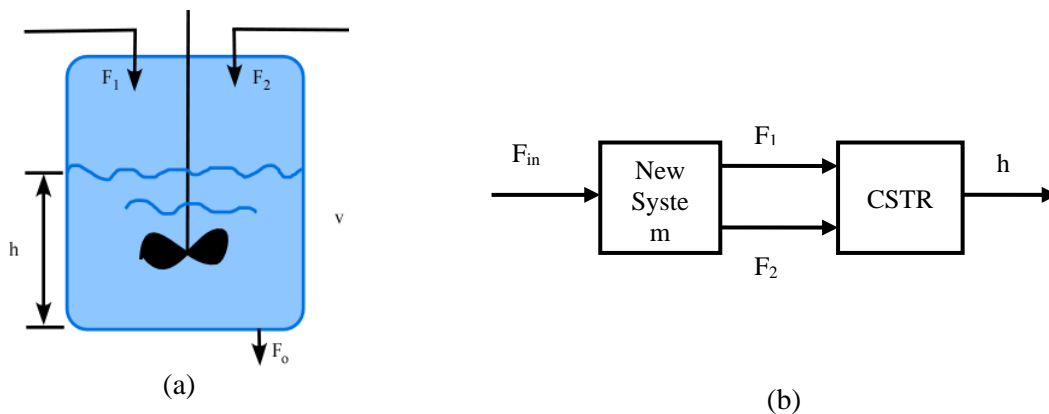 F₁
F₂
h
v
Fₒ
(a)
Fᵢₙ
New
Syste
m
F₁
F₂
CSTR
h
(b)